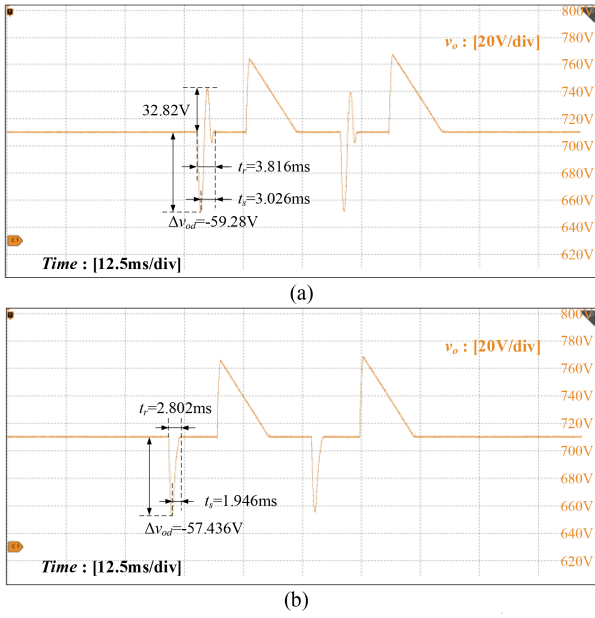 800V
vo : [20V/div]
780V
760V
740V
32.82V
720V
700V
tr=3.816ms
680V
ts=3.026ms
660V
Δvod=-59.28V
640V
C1
Time : [12.5ms/div]
620V
(a)
800V
vo : [20V/div]
780V
760V
740V
tr=2.802ms
720V
700V
680V
ts=1.946ms
660V
Δvod=-57.436V
640V
C1
Time : [12.5ms/div]
620V
(b)